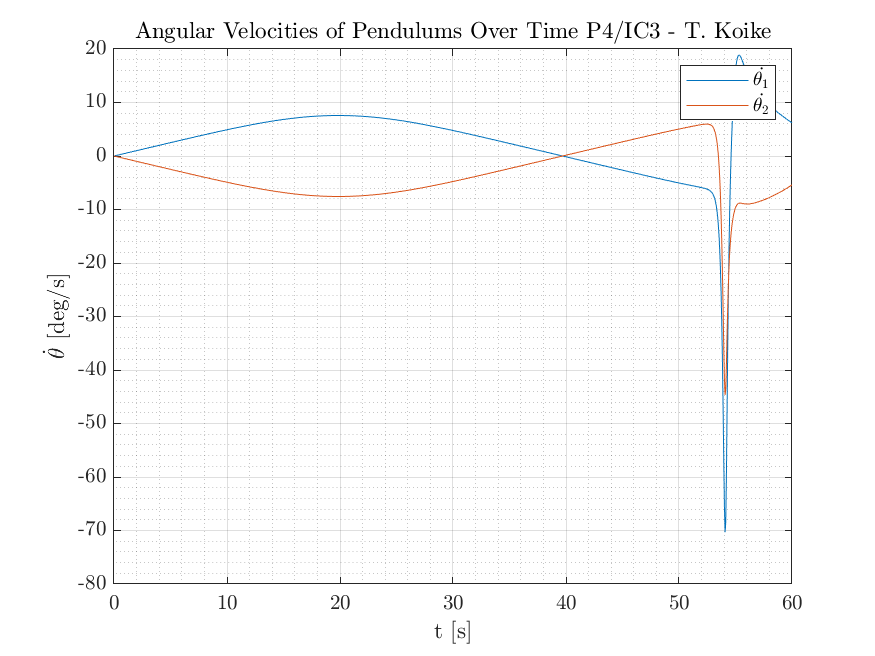 Angular Velocities of Pendulums Over Time P4/IC3 - T. Koike
20
10
0
-10
-20
-30
-40
-50
-60
-70
-80
θ̇ [deg/s]
θ̇₁
θ̇₂
0 10 20 30 40 50 60
t [s]